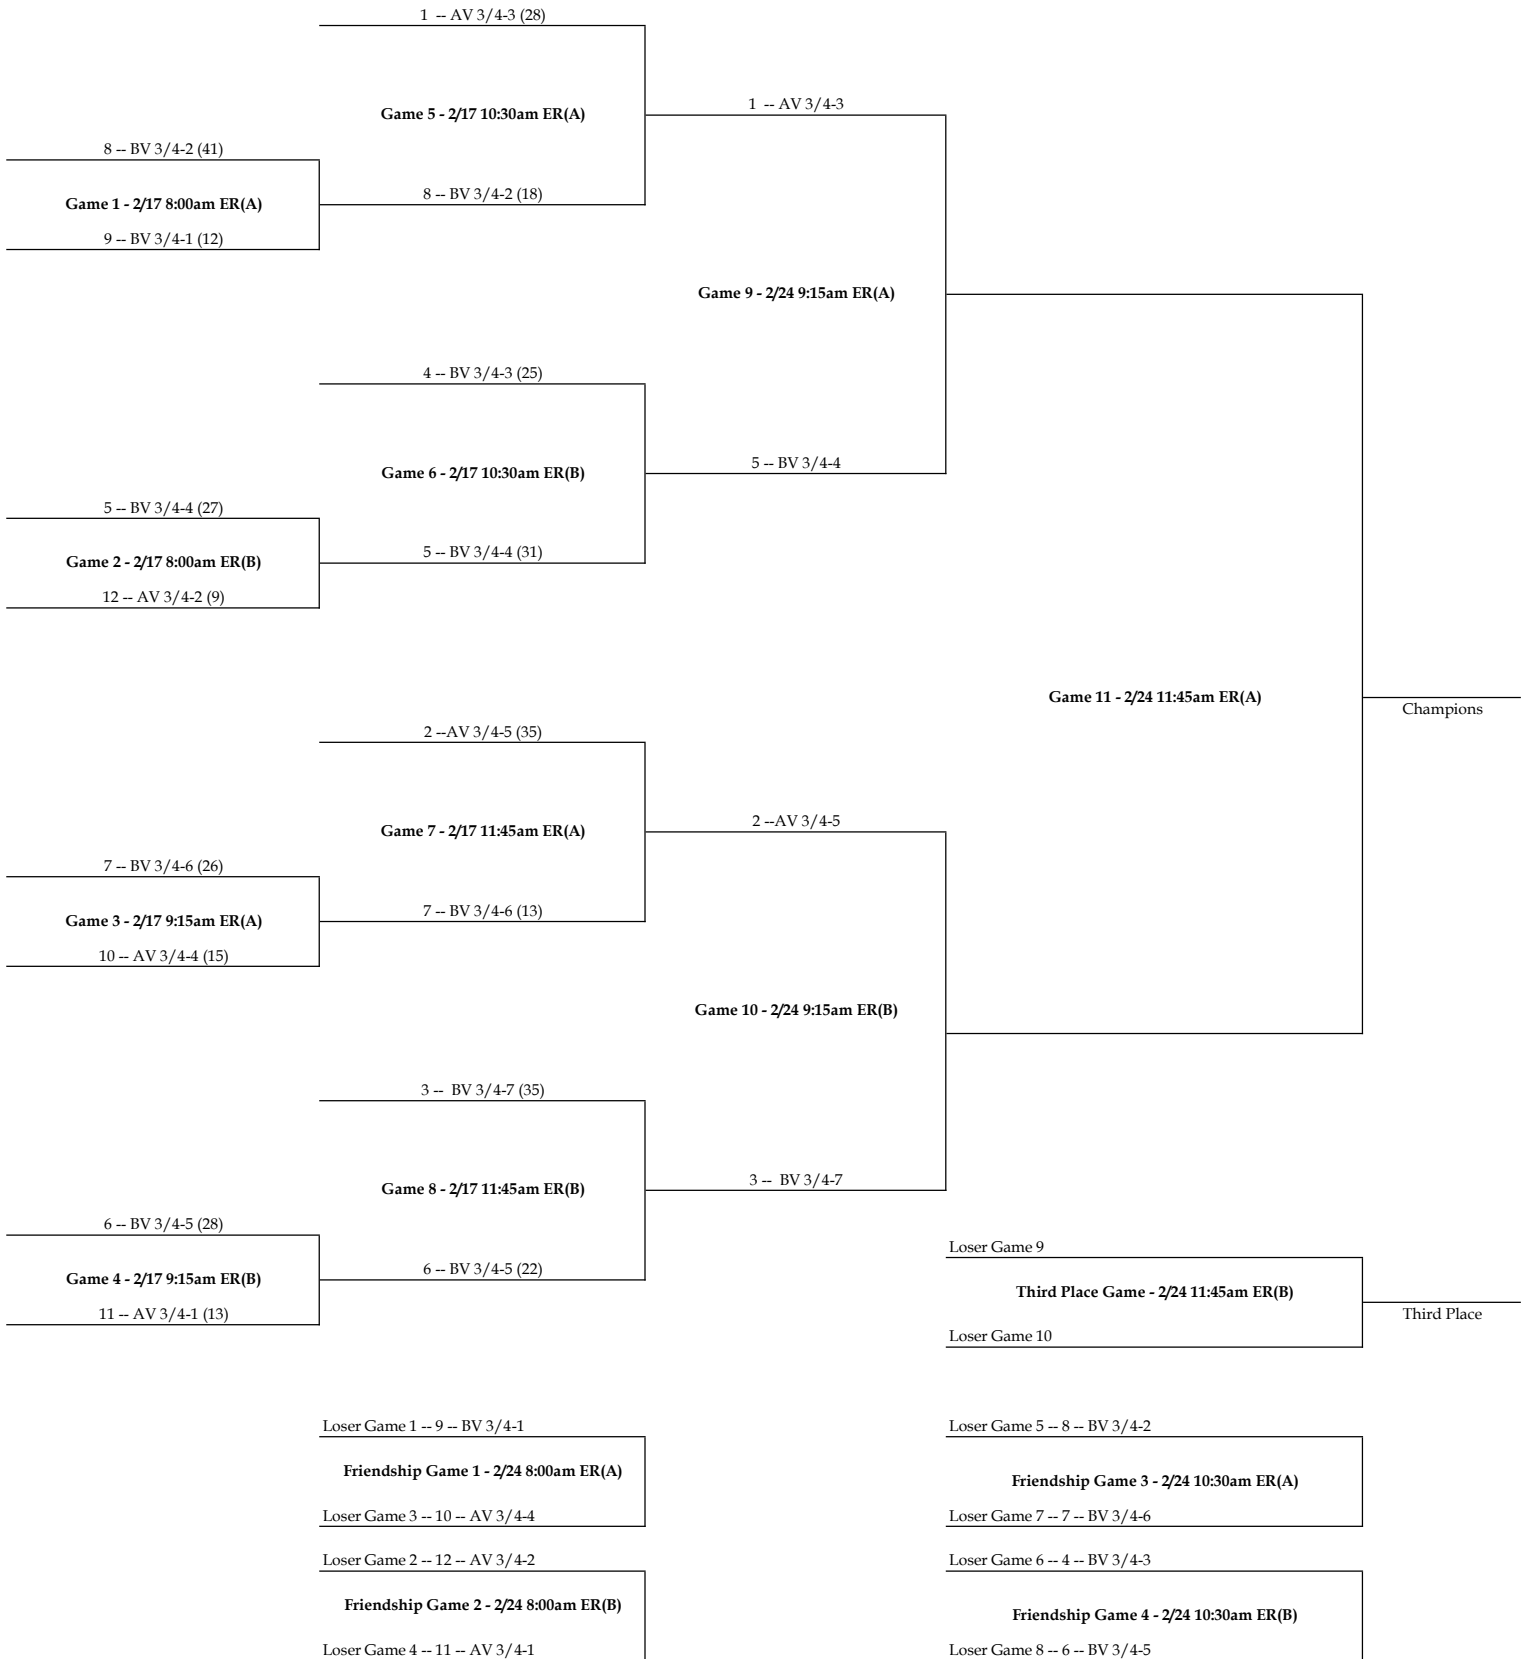 1 -- AV 3/4-3 (28)
Game 5 - 2/17 10:30am ER(A)
1 -- AV 3/4-3
8 -- BV 3/4-2 (41)
Game 1 - 2/17 8:00am ER(A)
8 -- BV 3/4-2 (18)
9 -- BV 3/4-1 (12)
Game 9 - 2/24 9:15am ER(A)
4 -- BV 3/4-3 (25)
Game 6 - 2/17 10:30am ER(B)
5 -- BV 3/4-4
5 -- BV 3/4-4 (27)
Game 2 - 2/17 8:00am ER(B)
5 -- BV 3/4-4 (31)
12 -- AV 3/4-2 (9)
Game 11 - 2/24 11:45am ER(A)
Champions
2 --AV 3/4-5 (35)
Game 7 - 2/17 11:45am ER(A)
2 --AV 3/4-5
7 -- BV 3/4-6 (26)
Game 3 - 2/17 9:15am ER(A)
7 -- BV 3/4-6 (13)
10 -- AV 3/4-4 (15)
Game 10 - 2/24 9:15am ER(B)
3 -- BV 3/4-7 (35)
Game 8 - 2/17 11:45am ER(B)
3 -- BV 3/4-7
6 -- BV 3/4-5 (28)
Game 4 - 2/17 9:15am ER(B)
6 -- BV 3/4-5 (22)
11 -- AV 3/4-1 (13)
Loser Game 9
Third Place Game - 2/24 11:45am ER(B)
Third Place
Loser Game 10
Loser Game 1 -- 9 -- BV 3/4-1
Friendship Game 1 - 2/24 8:00am ER(A)
Loser Game 3 -- 10 -- AV 3/4-4
Loser Game 5 -- 8 -- BV 3/4-2
Friendship Game 3 - 2/24 10:30am ER(A)
Loser Game 7 -- 7 -- BV 3/4-6
Loser Game 2 -- 12 -- AV 3/4-2
Friendship Game 2 - 2/24 8:00am ER(B)
Loser Game 4 -- 11 -- AV 3/4-1
Loser Game 6 -- 4 -- BV 3/4-3
Friendship Game 4 - 2/24 10:30am ER(B)
Loser Game 8 -- 6 -- BV 3/4-5